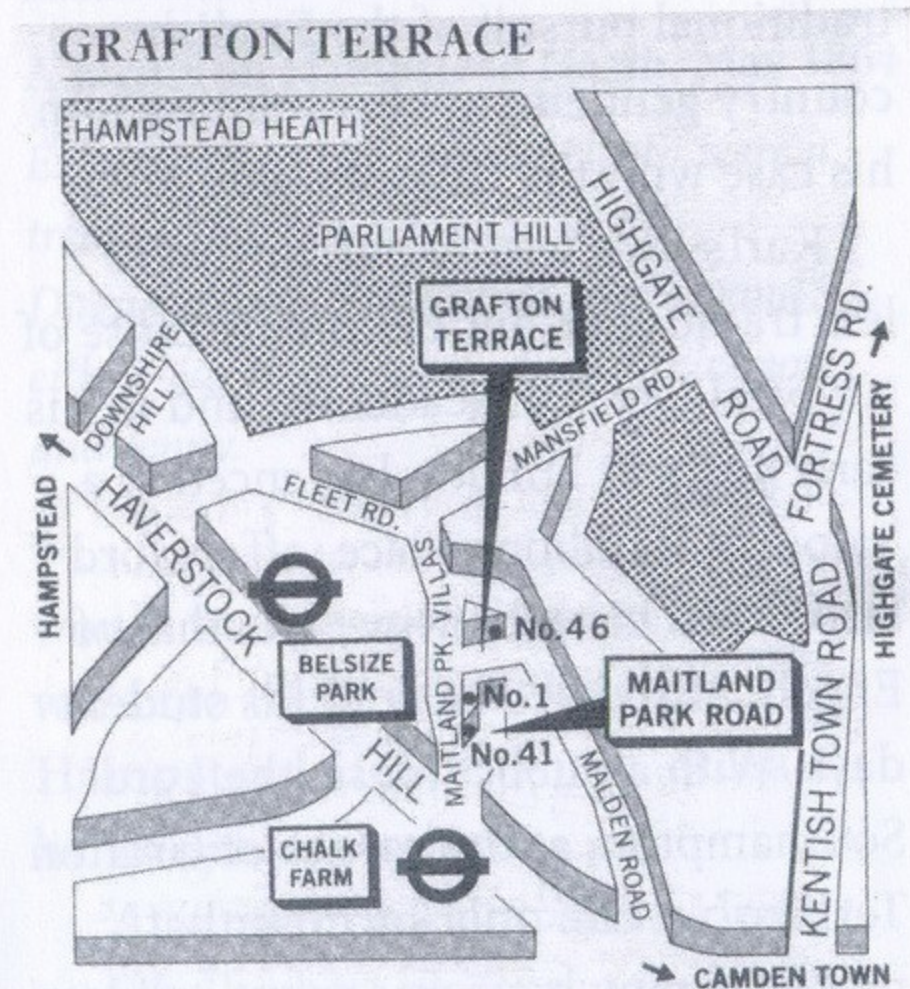 GRAFTON TERRACE
HAMPSTEAD HEATH
PARLIAMENT HILL
HIGHGATE
ROAD
GRAFTON
TERRACE
FORTRESS RD.
DOWNSHIRE
HILL
MANSFIELD RD.
HAMPSTEAD
HAVERSTOCK
HILL
FLEET RD.
HIGHGATE CEMETERY
MAITLAND PK. VILLAS
No.46
BELSIZE
PARK
No.1
No.41
MAITLAND
PARK ROAD
MALDEN ROAD
KENTISH TOWN ROAD
CHALK
FARM
CAMDEN TOWN